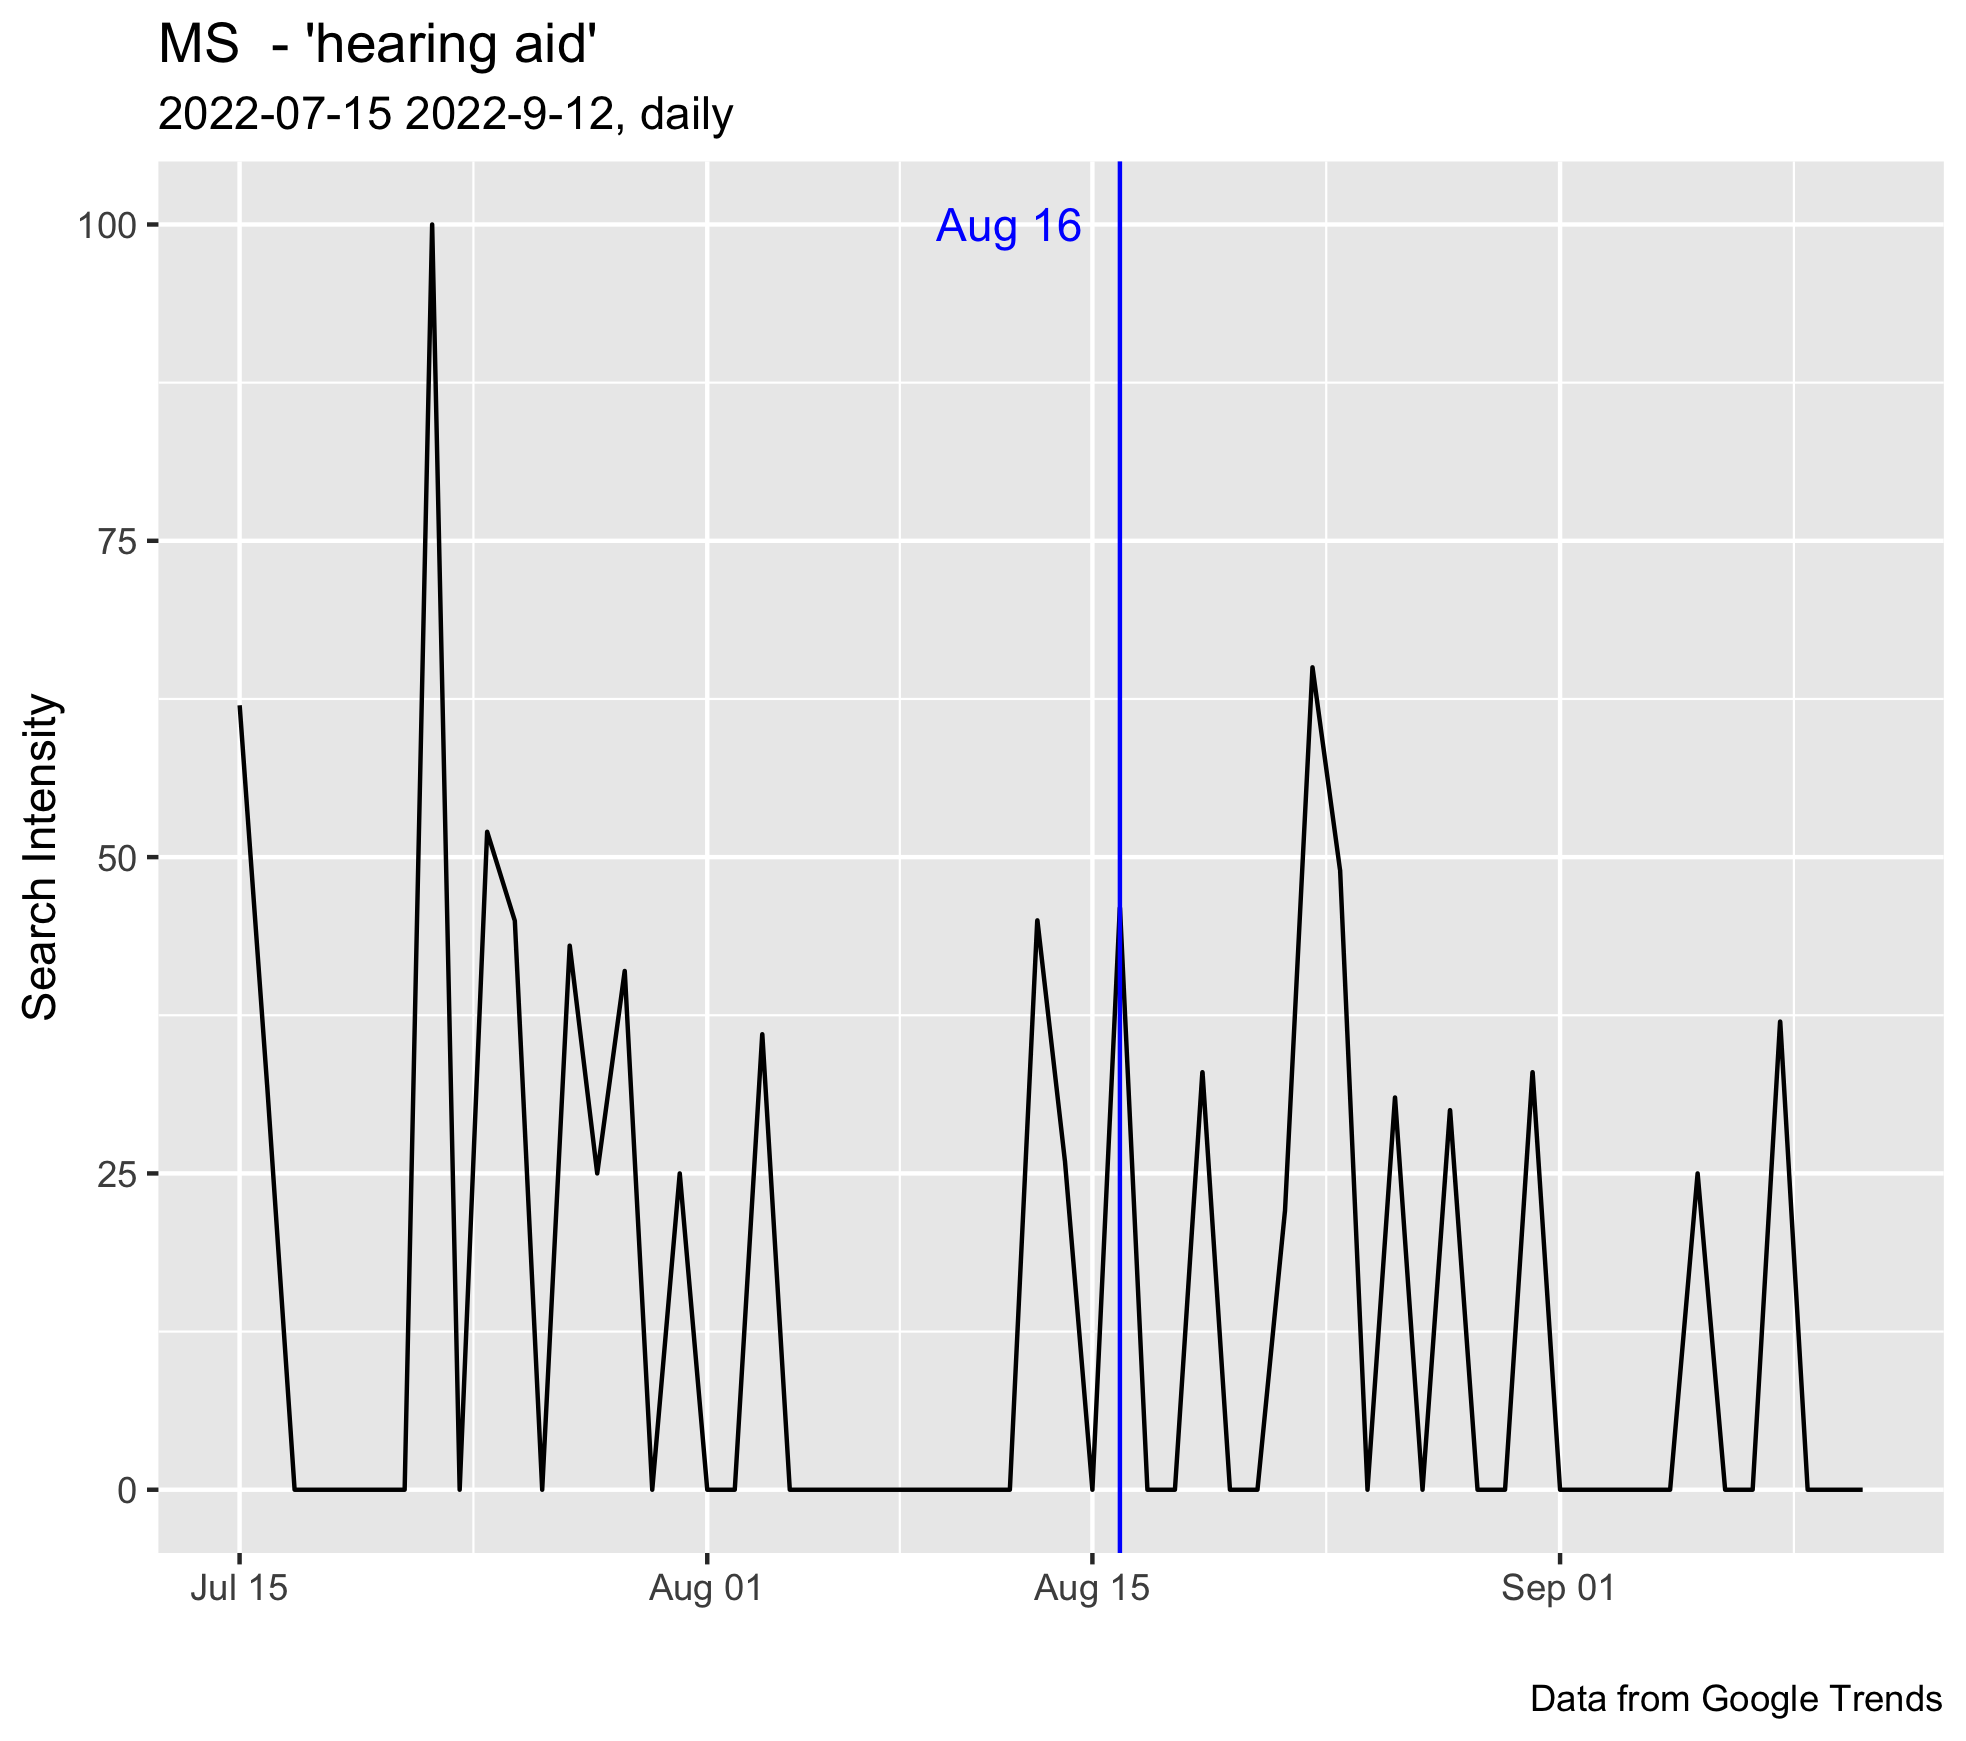 MS  - 'hearing aid'
2022-07-15 2022-9-12, daily
Aug 16
100
75
50
25
0
Search Intensity
Jul 15
Aug 01
Aug 15
Sep 01
Data from Google Trends